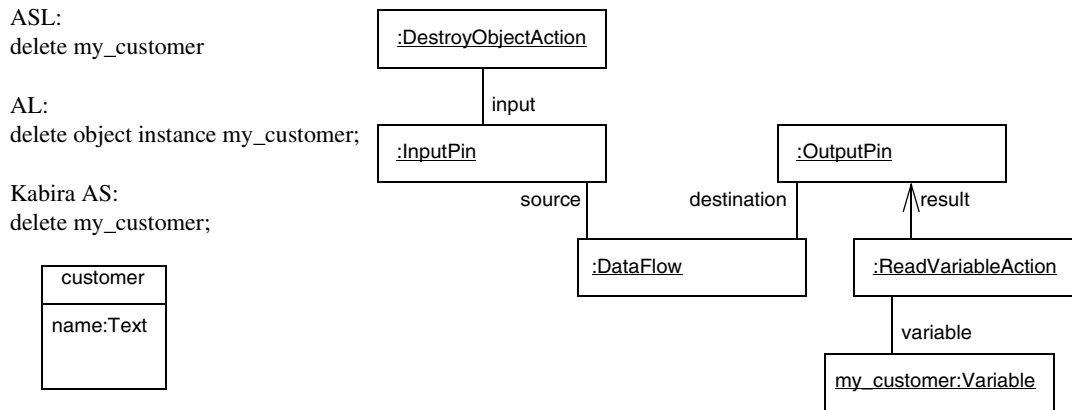 ASL:
delete my_customer
AL:
delete object instance my_customer;
Kabira AS:
delete my_customer;
customer
name:Text
:DestroyObjectAction
input
:InputPin
:OutputPin
source
destination
result
:DataFlow
:ReadVariableAction
variable
my_customer:Variable